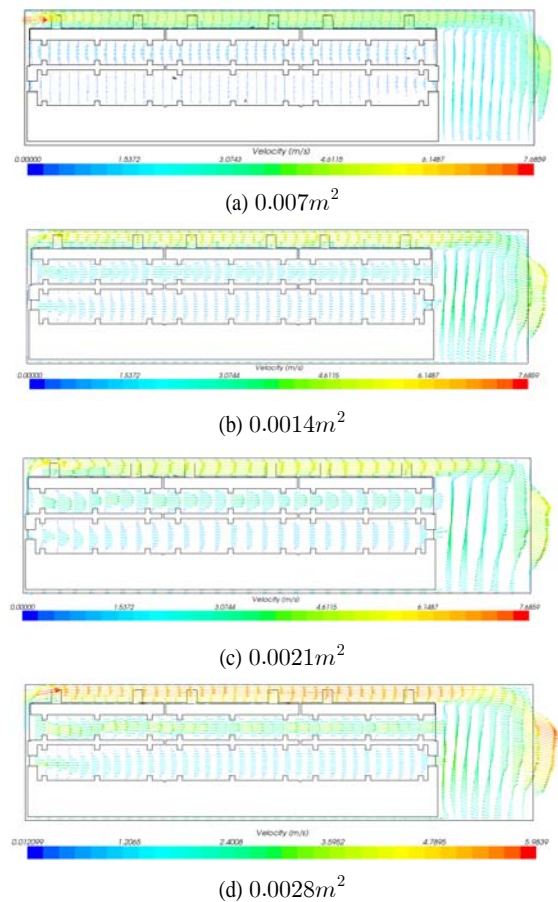 Velocity (m/s)
0.00000 1.5372 3.0743 4.6115 6.1487 7.6859
(a) 0.007m²
Velocity (m/s)
0.00000 1.5372 3.0744 4.6115 6.1487 7.6859
(b) 0.0014m²
Velocity (m/s)
0.00000 1.5372 3.0744 4.6115 6.1487 7.6859
(c) 0.0021m²
Velocity (m/s)
0.012099 1.2065 2.4008 3.5952 4.7895 5.9839
(d) 0.0028m²